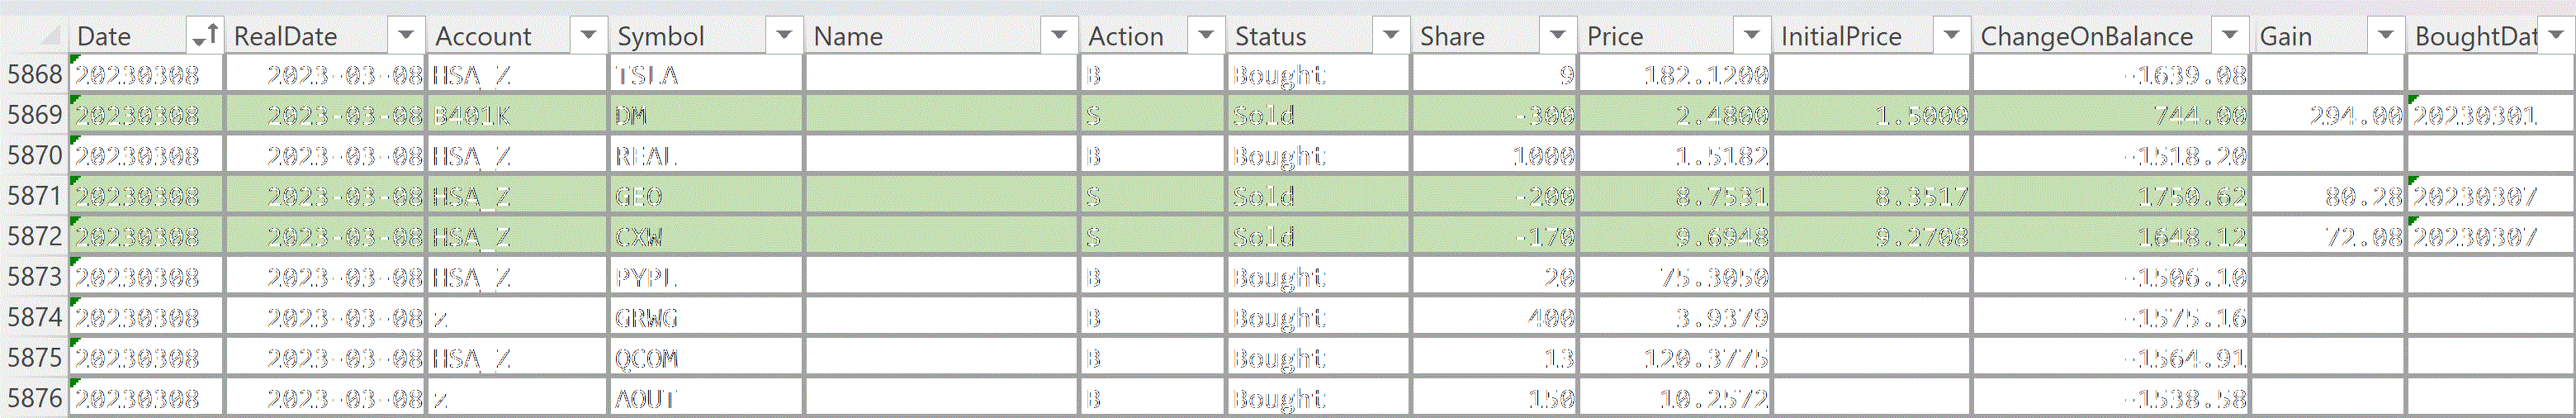 Date RealDate Account Symbol Name Action Status Share Price InitialPrice ChangeOnBalance Gain BoughtDat
5868 20230308 2023-03-08 HSA_Z TSLA B Bought 9 182.1200 -1639.08
5869 20230308 2023-03-08 B401K DM S Sold -300 2.4800 1.5000 744.00 294.00 20230301
5870 20230308 2023-03-08 HSA_Z REAL B Bought 1000 1.5182 -1518.20
5871 20230308 2023-03-08 HSA_Z GEO S Sold -200 8.7531 8.3517 1750.62 80.28 20230307
5872 20230308 2023-03-08 HSA_Z CXW S Sold -170 9.6948 9.2708 1648.12 72.08 20230307
5873 20230308 2023-03-08 HSA_Z PYPL B Bought 20 75.3050 -1506.10
5874 20230308 2023-03-08 z GRWG B Bought 400 3.9379 -1575.16
5875 20230308 2023-03-08 HSA_Z QCOM B Bought 13 120.3775 -1564.91
5876 20230308 2023-03-08 z AOUT B Bought 150 10.2572 -1538.58